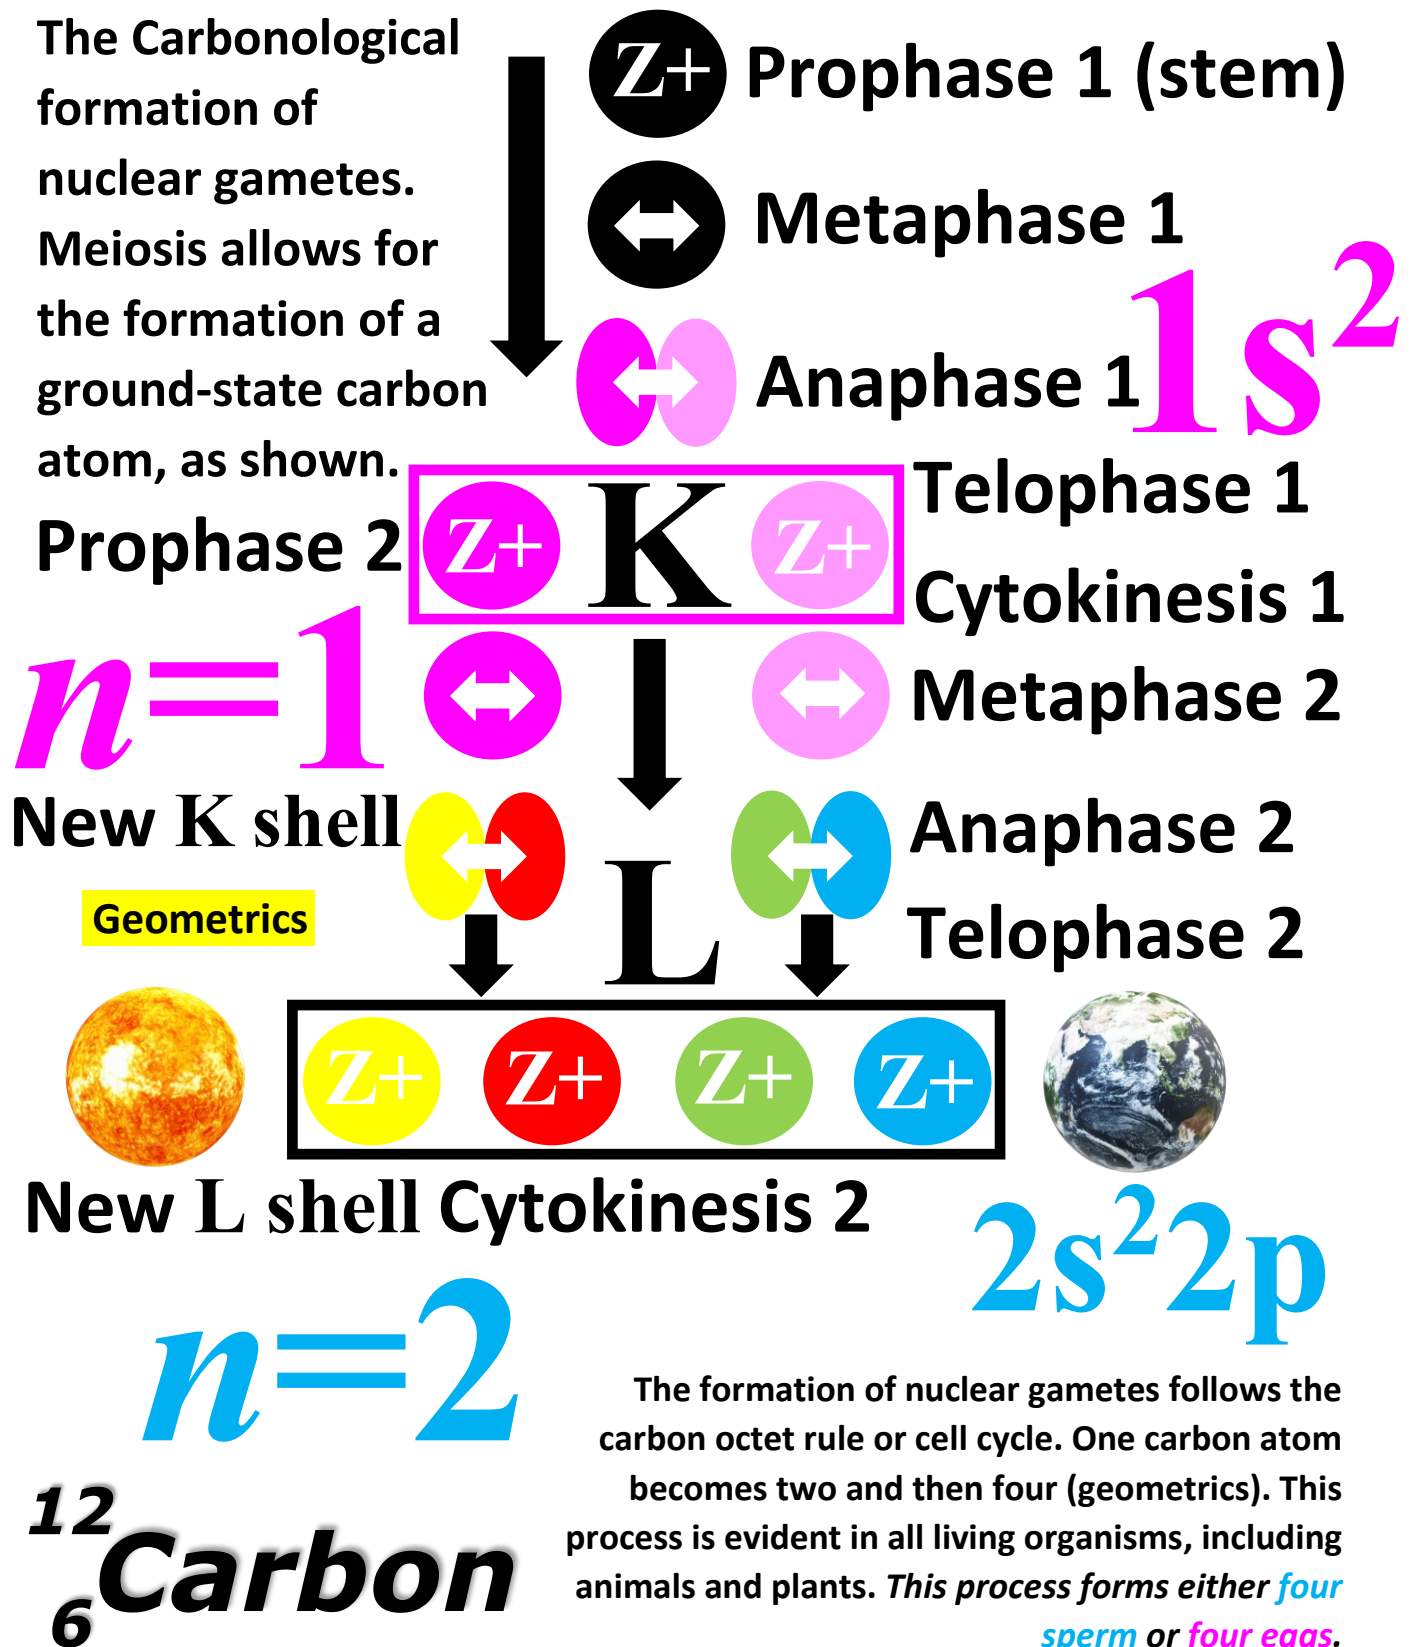 The Carbonological
formation of
nuclear gametes.
Meiosis allows for
the formation of a
ground-state carbon
atom, as shown.
Z+ Prophase 1 (stem)
Metaphase 1
1s²
Anaphase 1
Telophase 1
Prophase 2
Z+ K Z+
Cytokinesis 1
n=1
Metaphase 2
New K shell
Anaphase 2
L
Geometrics
Telophase 2
Z+ Z+ Z+ Z+
New L shell Cytokinesis 2
2s²2p
n=2
The formation of nuclear gametes follows the
carbon octet rule or cell cycle. One carbon atom
becomes two and then four (geometrics). This
process is evident in all living organisms, including
animals and plants. This process forms either four
sperm or four eggs.
12
Carbon
6